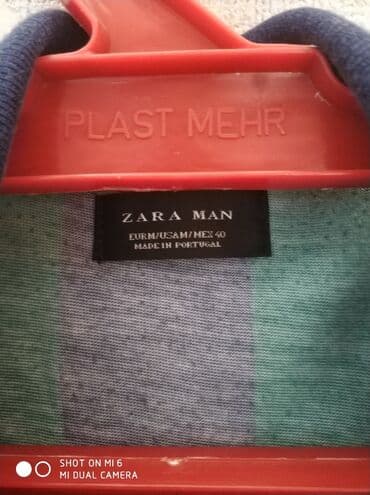 PLAST MEHR
ZARA MAN
EUR M/USA M/MEX 40
MADE IN PORTUGAL
SHOT ON MI 6
MI DUAL CAMERA